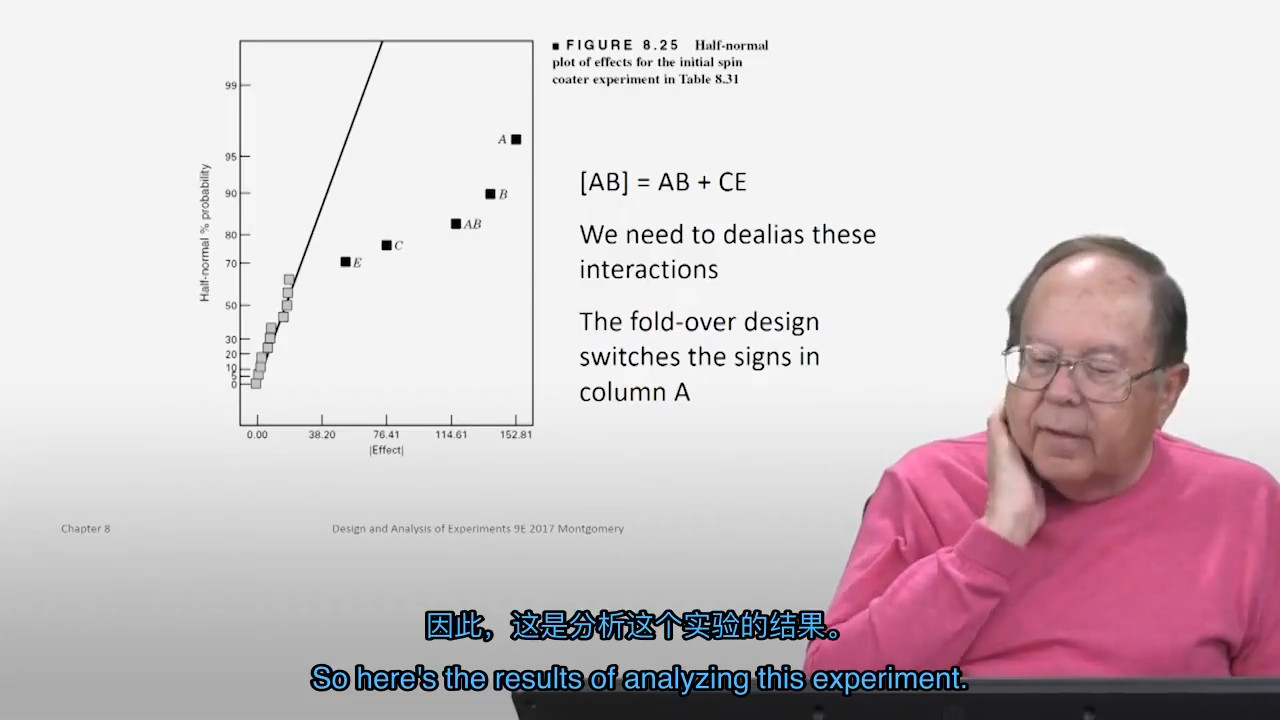 FIGURE 8.25 Half-normal
plot of effects for the initial spin
coater experiment in Table 8.31
99
95
90
80
70
50
30
20
10
5
0
Half-normal % probability
A
B
AB
C
E
0.00 38.20 76.41 114.61 152.81
|Effect|
[AB] = AB + CE
We need to dealias these
interactions
The fold-over design
switches the signs in
column A
Chapter 8
Design and Analysis of Experiments 9E 2017 Montgomery
因此，这是分析这个实验的结果。
So here's the results of analyzing this experiment.